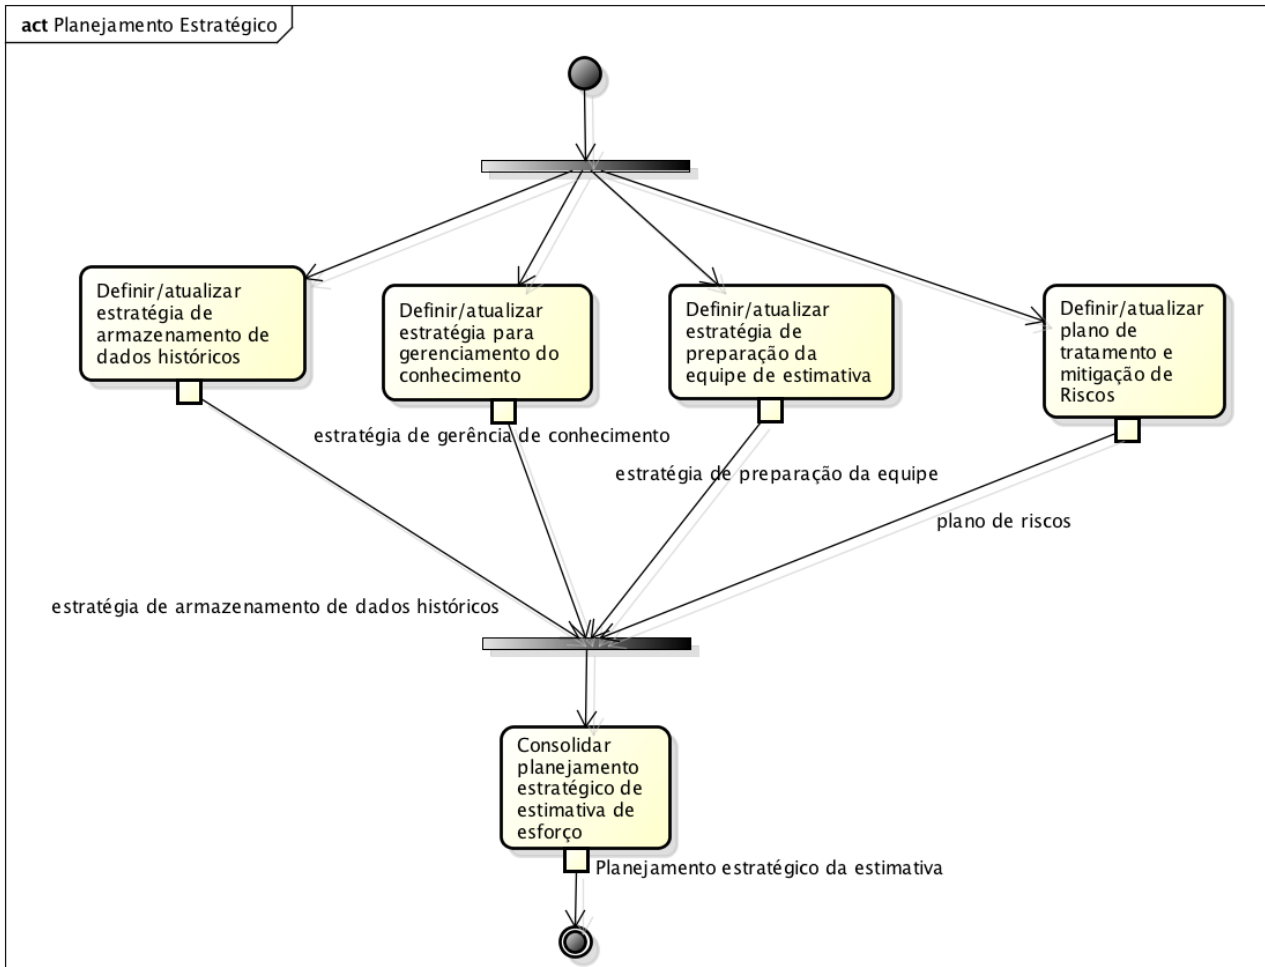 act Planejamento Estratégico
Definir/atualizar
estratégia de
armazenamento de
dados históricos
Definir/atualizar
estratégia para
gerenciamento do
conhecimento
Definir/atualizar
estratégia de
preparação da
equipe de estimativa
Definir/atualizar
plano de
tratamento e
mitigação de
Riscos
estratégia de gerência de conhecimento
estratégia de preparação da equipe
plano de riscos
estratégia de armazenamento de dados históricos
Consolidar
planejamento
estratégico de
estimativa de
esforço
Planejamento estratégico da estimativa